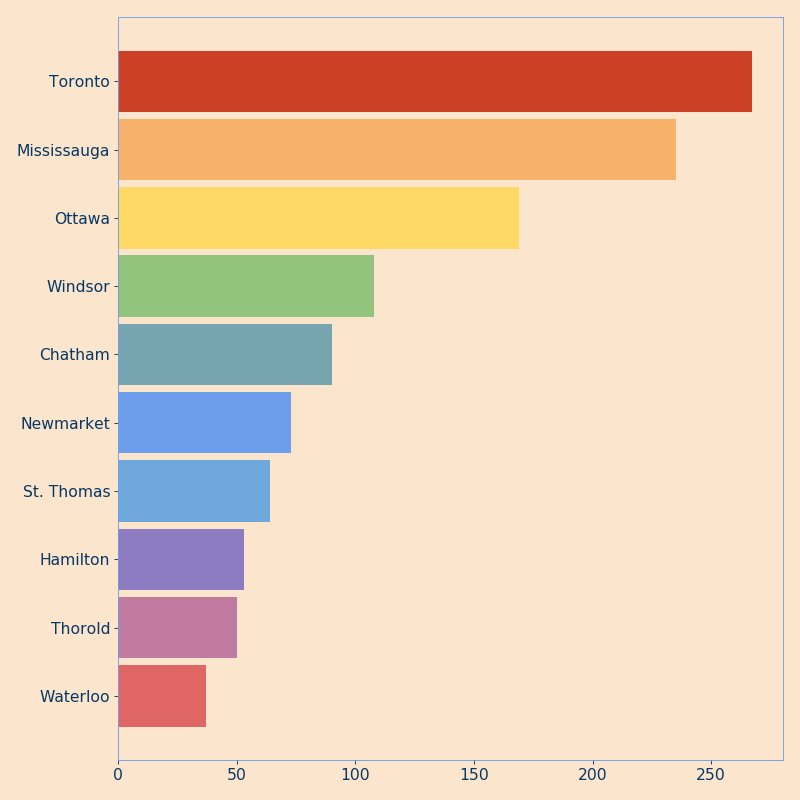 Toronto
Mississauga
Ottawa
Windsor
Chatham
Newmarket
St. Thomas
Hamilton
Thorold
Waterloo
0 50 100 150 200 250